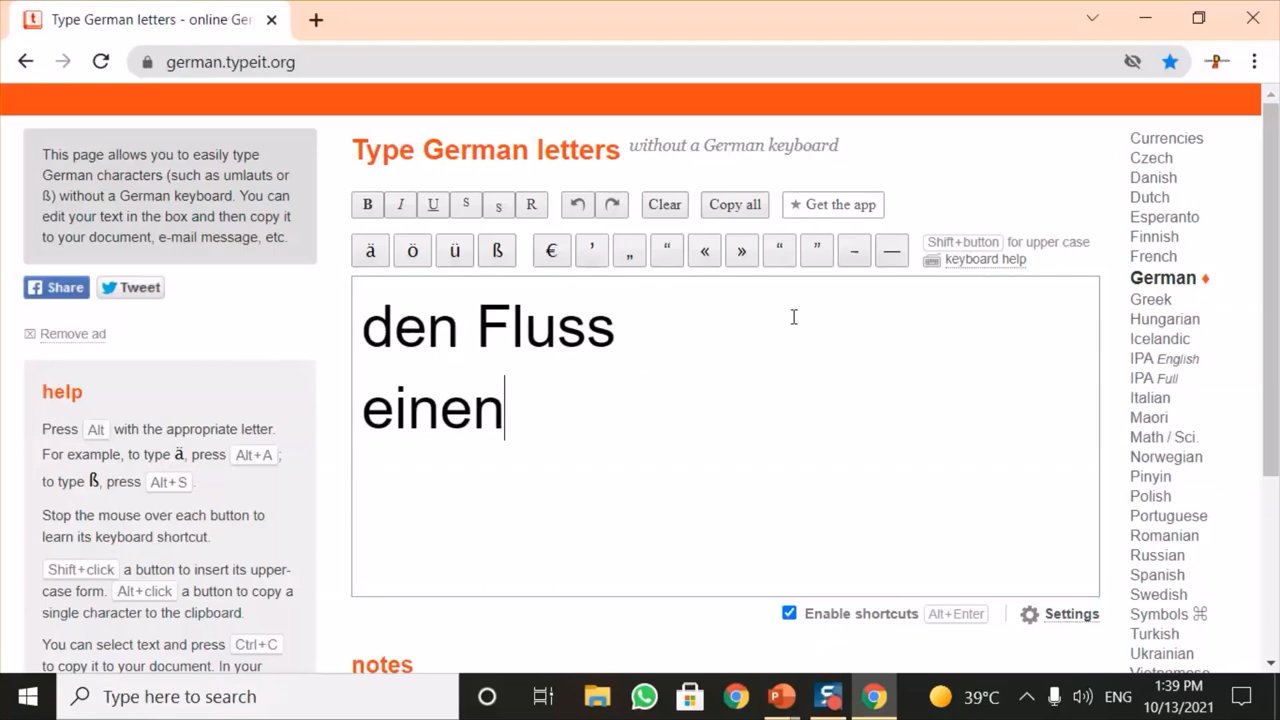 Type German letters - online Ger
german.typeit.org
This page allows you to easily type
German characters (such as umlauts or
ß) without a German keyboard. You can
edit your text in the box and then copy it
to your document, e-mail message, etc.
Share Tweet
Remove ad
help
Press Alt with the appropriate letter.
For example, to type ä, press Alt+A;
to type ß, press Alt+S.
Stop the mouse over each button to
learn its keyboard shortcut.
Shift+click a button to insert its upper-
case form. Alt+click a button to copy a
single character to the clipboard.
You can select text and press Ctrl+C
to copy it to your document. In your
Type German letters without a German keyboard
B I U S S R Clear Copy all ★ Get the app
ä ö ü ß € ’ „ “ « » “ ” – —
Shift+button for upper case
keyboard help
den Fluss
einen
Enable shortcuts Alt+Enter Settings
notes
Currencies
Czech
Danish
Dutch
Esperanto
Finnish
French
German
Greek
Hungarian
Icelandic
IPA English
IPA Full
Italian
Maori
Math / Sci.
Norwegian
Pinyin
Polish
Portuguese
Romanian
Russian
Spanish
Swedish
Symbols ⌘
Turkish
Ukrainian
Vietnamese
Type here to search
39°C
ENG
1:39 PM
10/13/2021